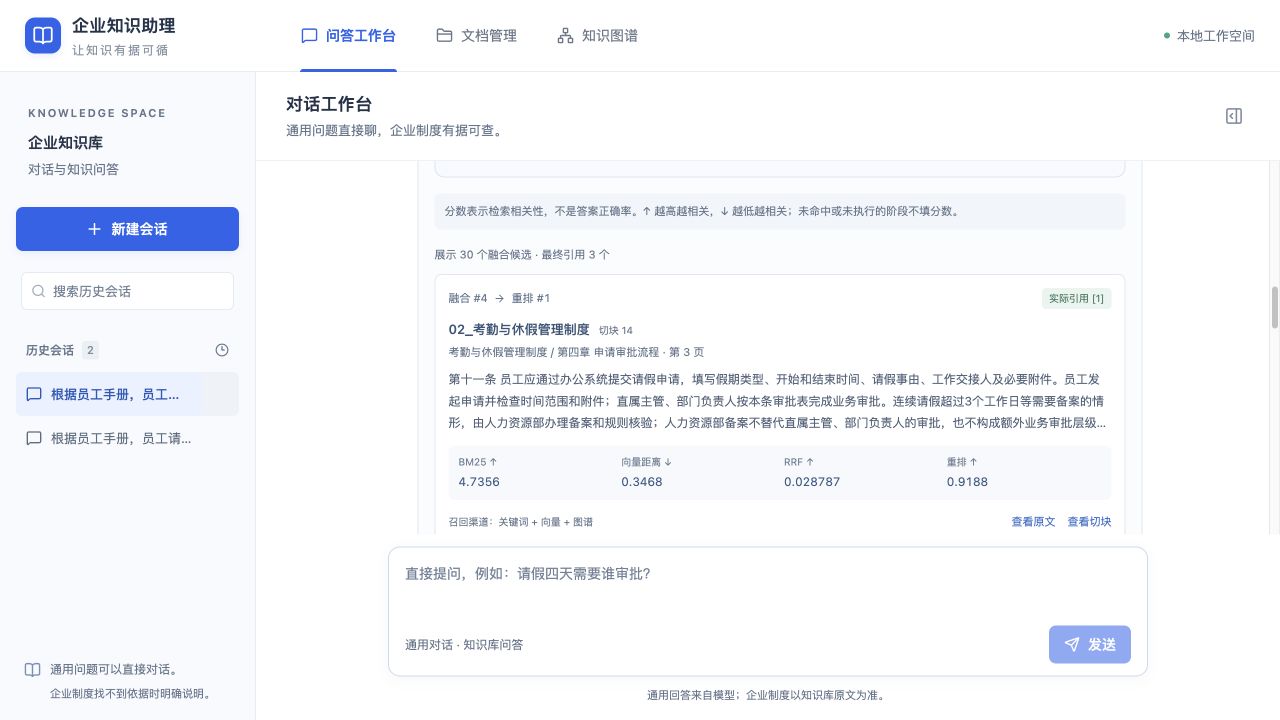 企业知识助理
让知识有据可循
问答工作台
文档管理
知识图谱
本地工作空间
KNOWLEDGE SPACE
企业知识库
对话与知识问答
新建会话
搜索历史会话
历史会话 2
根据员工手册，员工...
根据员工手册，员工请...
通用问题可以直接对话。
企业制度找不到依据时明确说明。
对话工作台
通用问题直接聊，企业制度有据可查。
分数表示检索相关性，不是答案正确率。↑ 越高越相关，↓ 越低越相关；未命中或未执行的阶段不填分数。
展示 30 个融合候选 · 最终引用 3 个
融合 #4 → 重排 #1
实际引用 [1]
02_考勤与休假管理制度 切块 14
考勤与休假管理制度 / 第四章 申请审批流程 · 第 3 页
第十一条 员工应通过办公系统提交请假申请，填写假期类型、开始和结束时间、请假事由、工作交接人及必要附件。员工发
起申请并检查时间范围和附件；直属主管、部门负责人按本条审批表完成业务审批。连续请假超过3个工作日等需要备案的情
形，由人力资源部办理备案和规则核验；人力资源部备案不替代直属主管、部门负责人的审批，也不构成额外业务审批层级...
BM25 ↑ 向量距离 ↓ RRF ↑ 重排 ↑
4.7356 0.3468 0.028787 0.9188
召回渠道：关键词 + 向量 + 图谱
查看原文 查看切块
直接提问，例如：请假四天需要谁审批?
通用对话 · 知识库问答
发送
通用回答来自模型；企业制度以知识库原文为准。